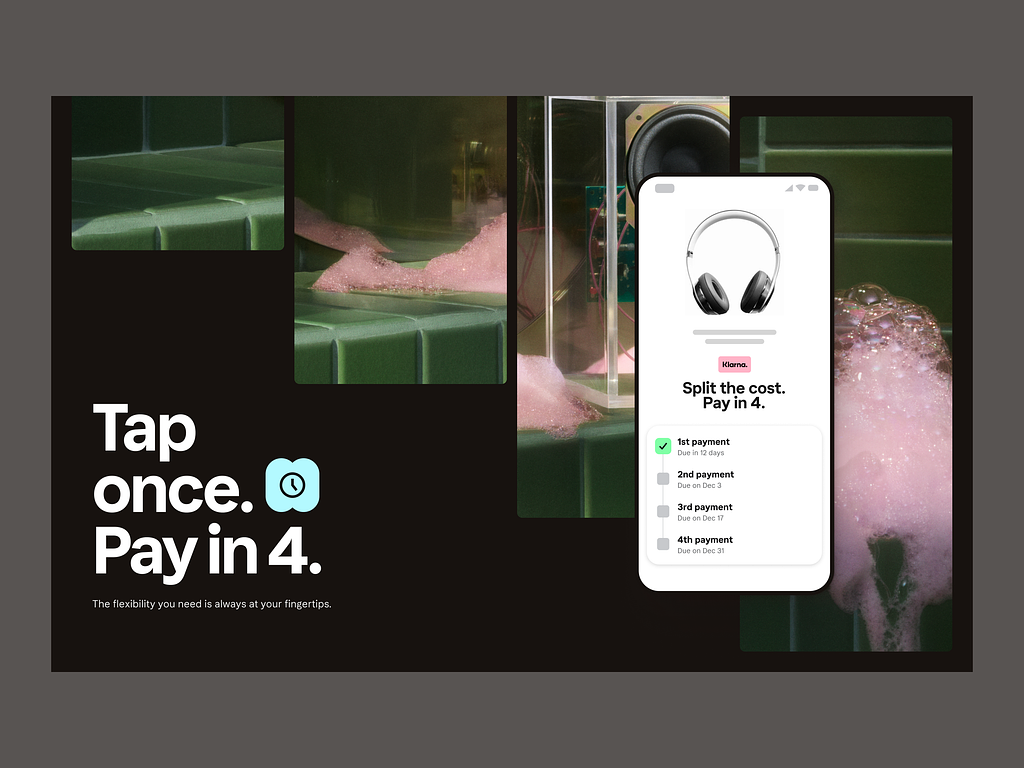 Tap
once.
Pay in 4.
The flexibility you need is always at your fingertips.
Klarna.
Split the cost.
Pay in 4.
1st payment
Due in 12 days
2nd payment
Due on Dec 3
3rd payment
Due on Dec 17
4th payment
Due on Dec 31